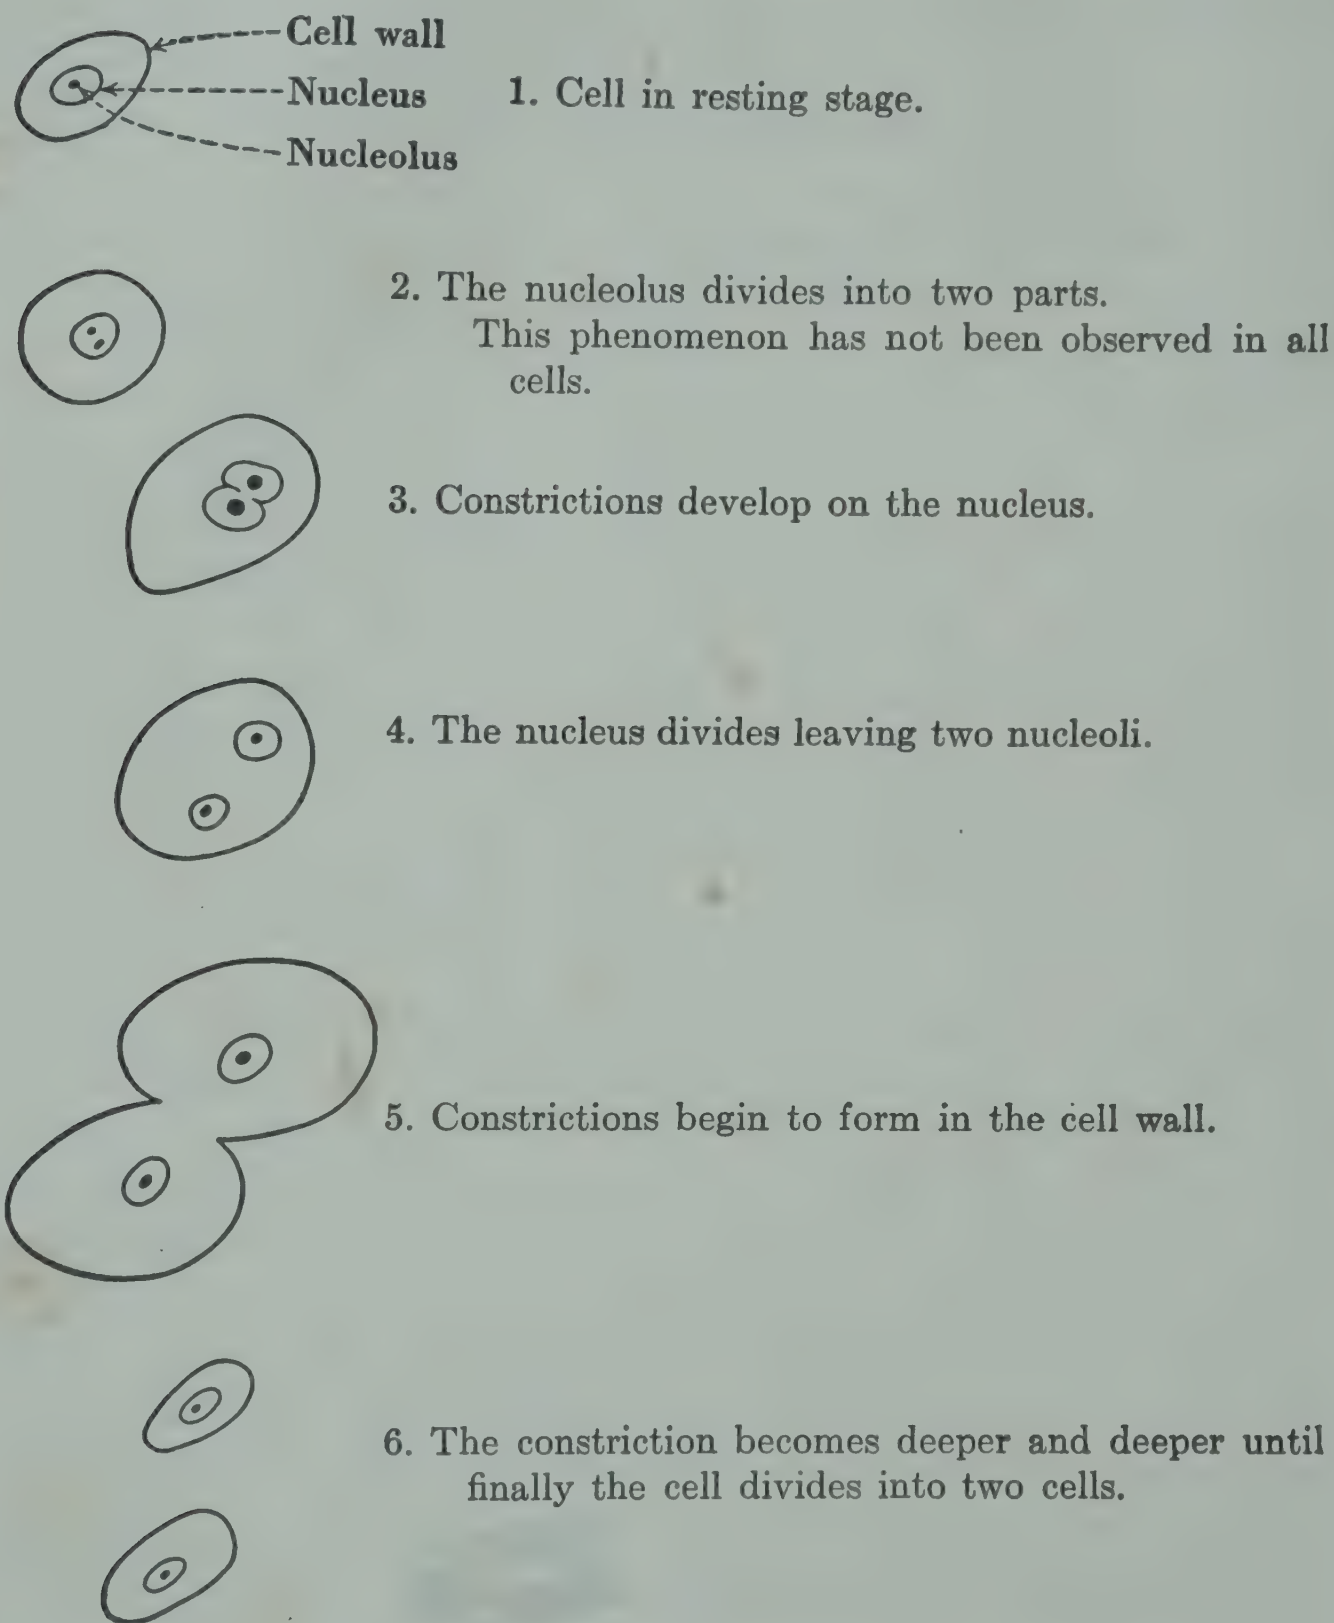 Cell wall
Nucleus
1. Cell in resting stage.
Nucleolus
2. The nucleolus divides into two parts.
This phenomenon has not been observed in all
cells.
3. Constrictions develop on the nucleus.
4. The nucleus divides leaving two nucleoli.
5. Constrictions begin to form in the cell wall.
6. The constriction becomes deeper and deeper until
finally the cell divides into two cells.